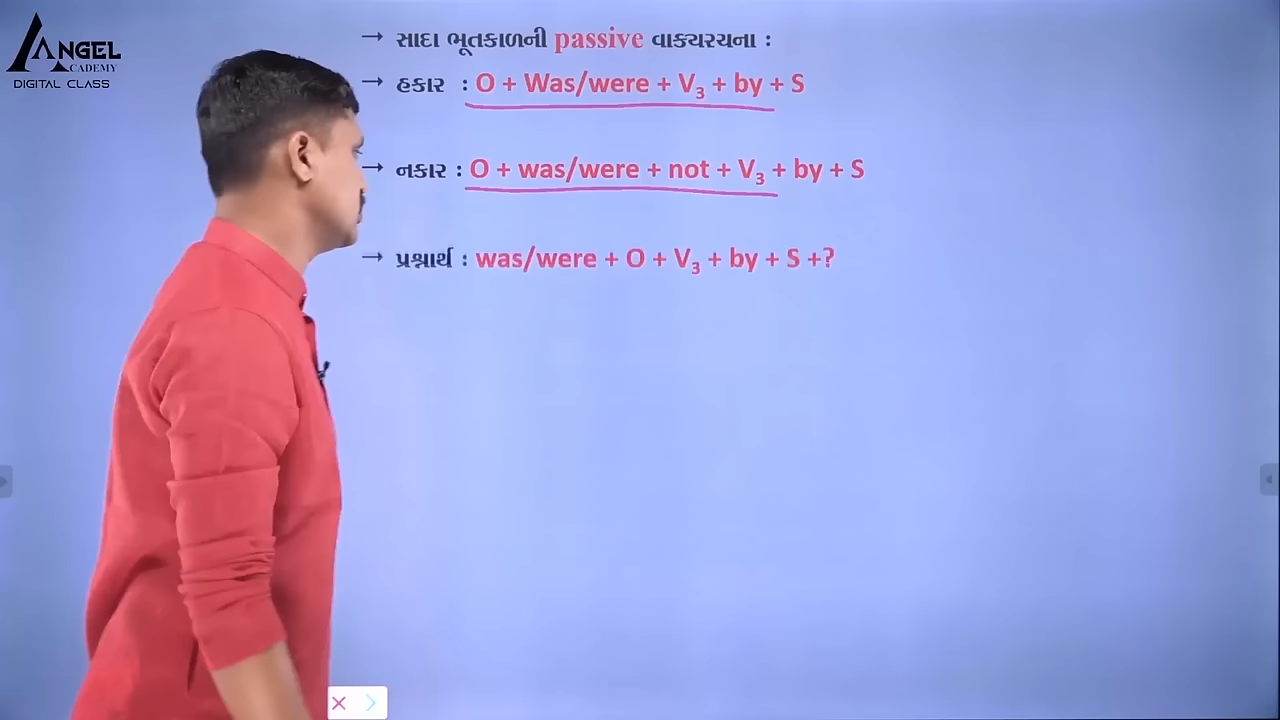 ANGEL
ACADEMY
DIGITAL CLASS
→ સાદા ભૂતકાળની passive વાક્યરચના :
→ હકાર : O + Was/were + V₃ + by + S
→ નકાર : O + was/were + not + V₃ + by + S
→ પ્રશ્નાર્થ : was/were + O + V₃ + by + S +?